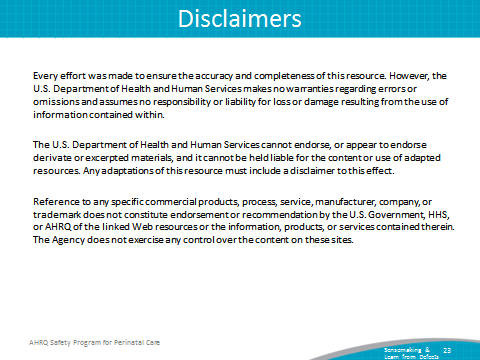 Disclaimers
Every effort was made to ensure the accuracy and completeness of this resource. However, the
U.S. Department of Health and Human Services makes no warranties regarding errors or
omissions and assumes no responsibility or liability for loss or damage resulting from the use of
information contained within.
The U.S. Department of Health and Human Services cannot endorse, or appear to endorse
derivate or excerpted materials, and it cannot be held liable for the content or use of adapted
resources. Any adaptations of this resource must include a disclaimer to this effect.
Reference to any specific commercial products, process, service, manufacturer, company, or
trademark does not constitute endorsement or recommendation by the U.S. Government, HHS,
or AHRQ of the linked Web resources or the information, products, or services contained therein.
The Agency does not exercise any control over the content on these sites.
AHRQ Safety Program for Perinatal Care
Sensemaking & 23
Learn from Defects